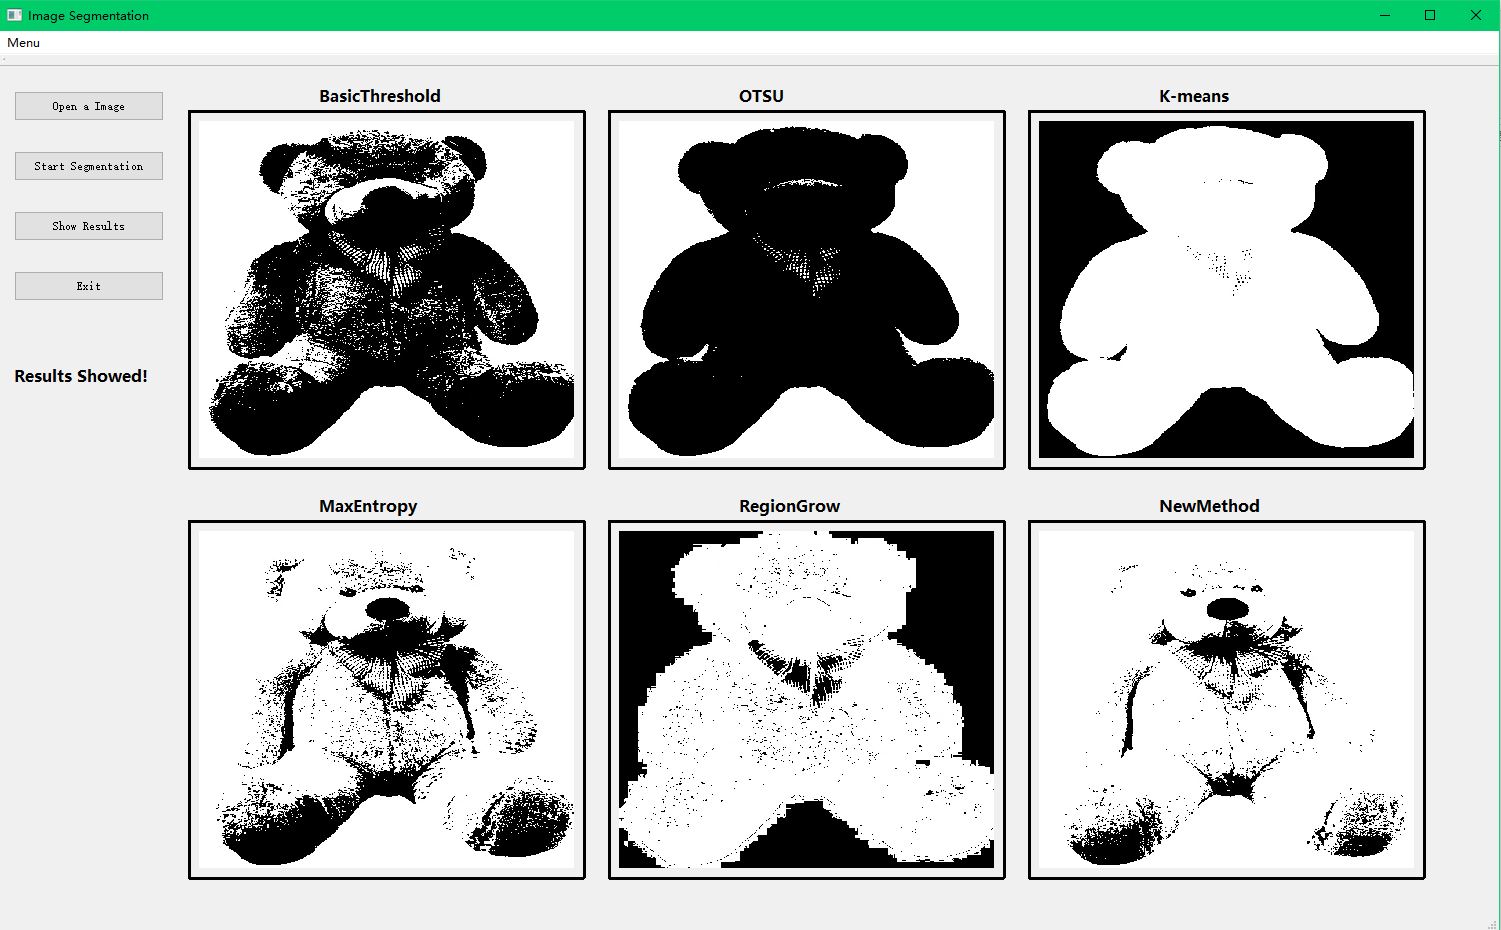 Image Segmentation
Menu
Open a Image
Start Segmentation
Show Results
Exit
Results Showed!
BasicThreshold
OTSU
K-means
MaxEntropy
RegionGrow
NewMethod